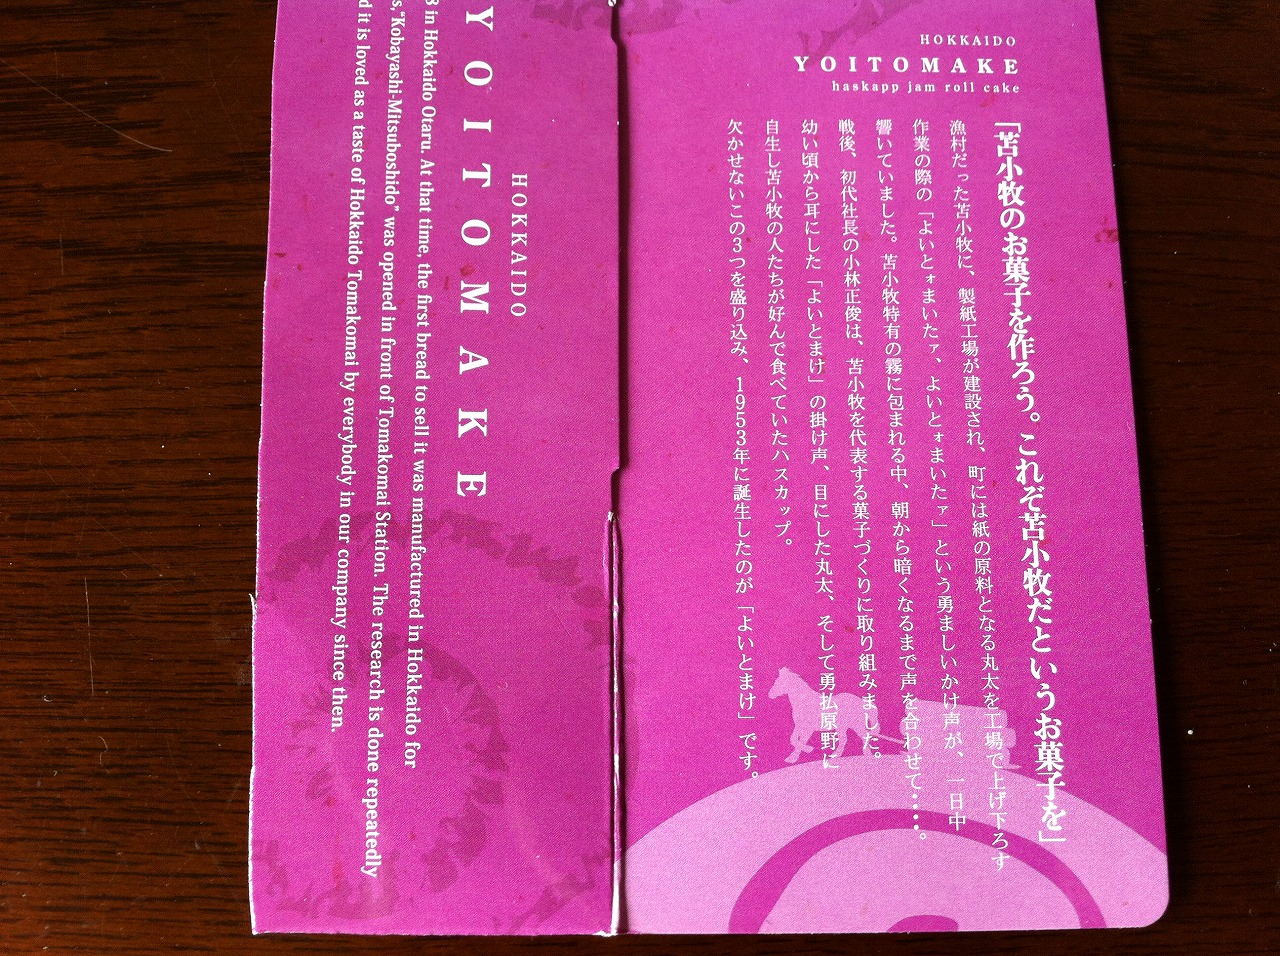 HOKKAIDO
YOITOMAKE
haskapp jam roll cake
「苫小牧のお菓子を作ろう。これぞ苫小牧だというお菓子を」
漁村だった苫小牧に、製紙工場が建設され、町には紙の原料となる丸太を工場で上げ下ろす
作業の際の「よいとォまいたァ、よいとォまいたァ」という勇ましいかけ声が、一日中
響いていました。苫小牧特有の霧に包まれる中、朝から暗くなるまで声を合わせて・・・・。
戦後、初代社長の小林正俊は、苫小牧を代表する菓子づくりに取り組みました。
幼い頃から耳にした「よいとまけ」の掛け声、目にした丸太、そして勇払原野に
自生し苫小牧の人たちが好んで食べていたハスカップ。
欠かせないこの3つを盛り込み、1953年に誕生したのが「よいとまけ」です。
HOKKAIDO
YOITOMAKE
in Hokkaido Otaru. At that time, the first bread to sell it was manufactured in Hokkaido for
"Kobayashi-Mitsuboshido" was opened in front of Tomakomai Station. The research is done repeatedly
it is loved as a taste of Hokkaido Tomakomai by everybody in our company since then.